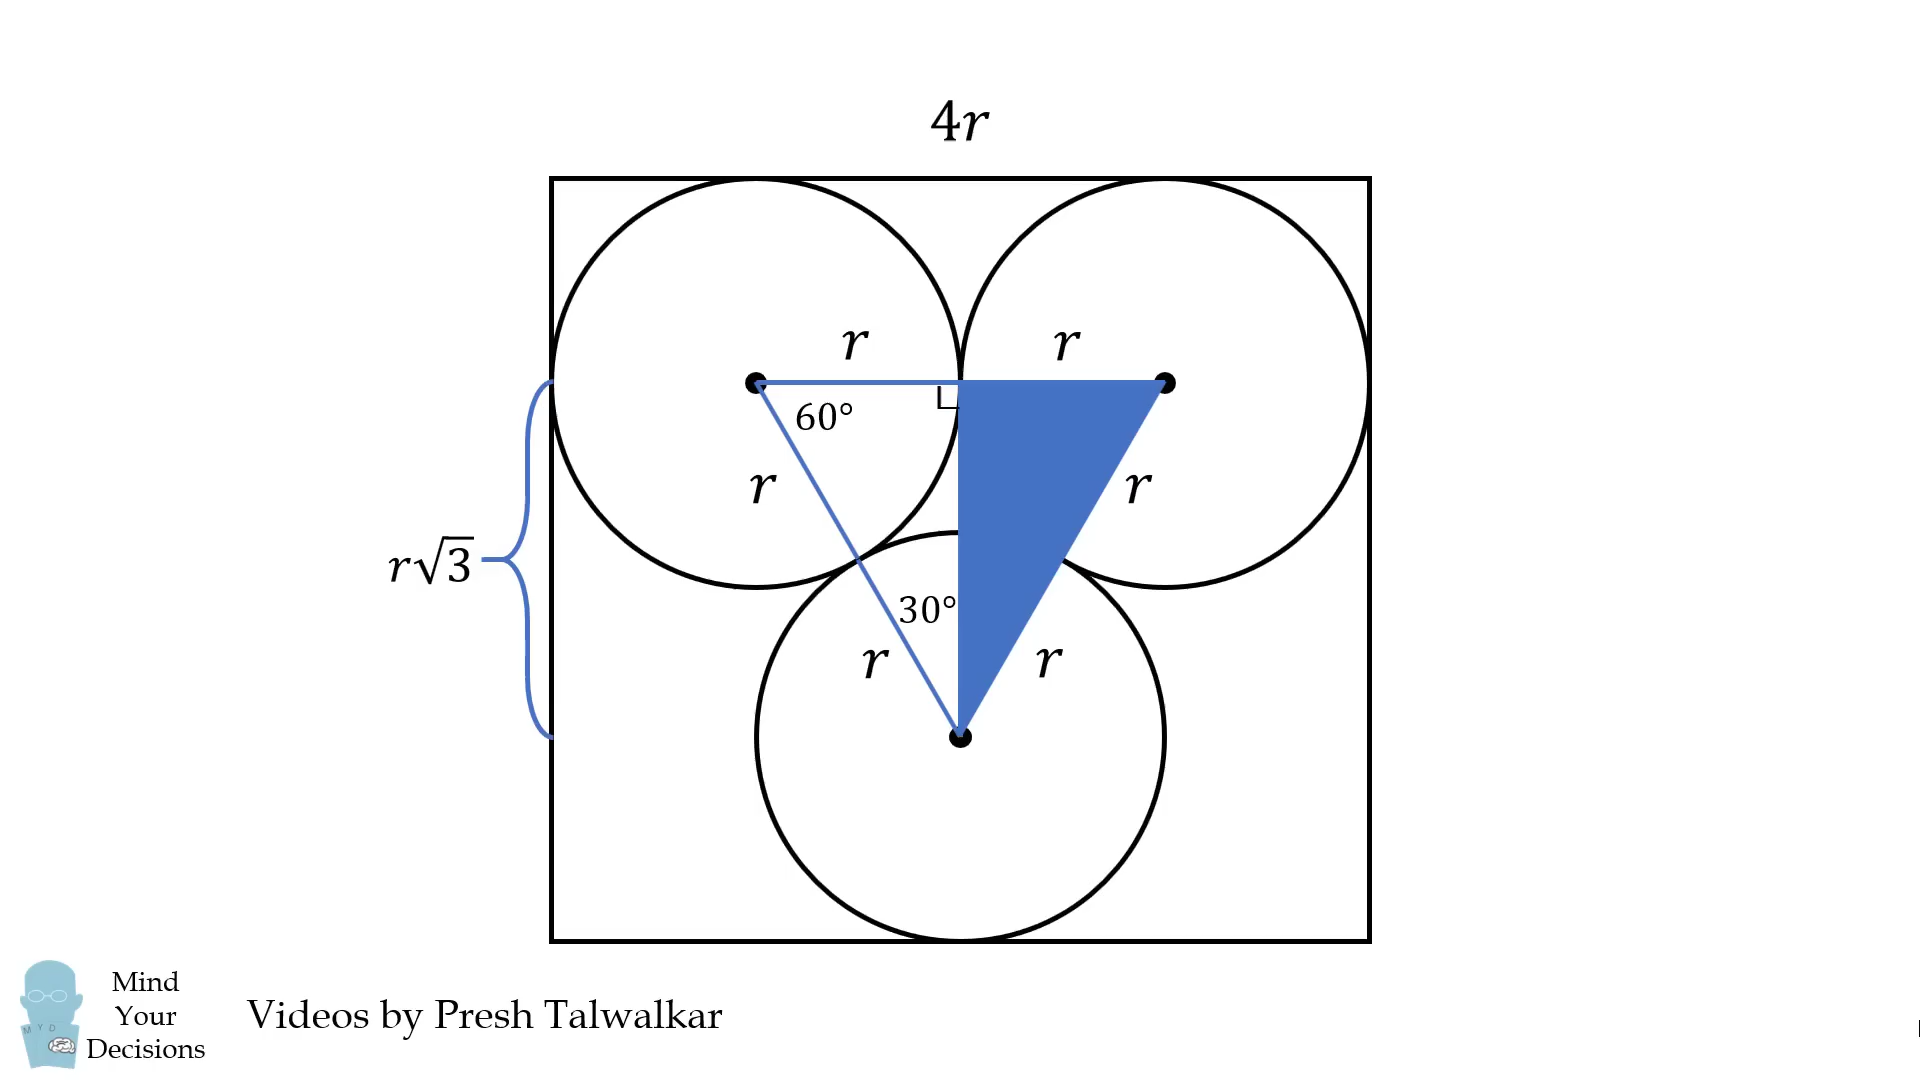 4r
r
r
60°
r
r
r√3
30°
r
r
Mind
Your
Decisions
M Y D
Videos by Presh Talwalkar